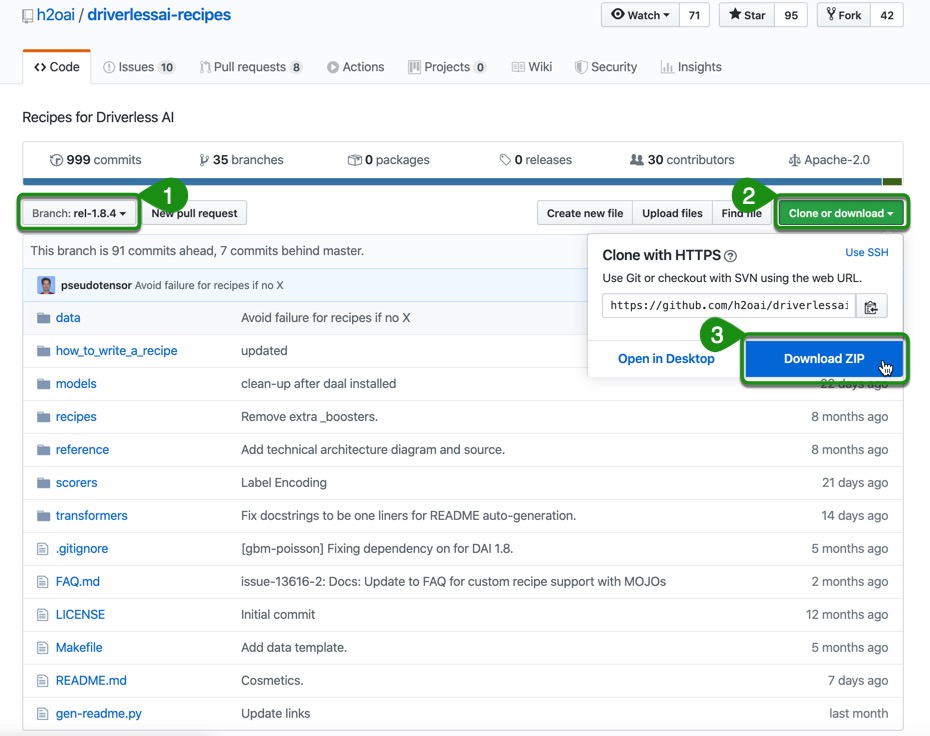 h2oai / driverlessai-recipes
Watch 71 Star 95 Fork 42
Code Issues 10 Pull requests 8 Actions Projects 0 Wiki Security Insights
Recipes for Driverless AI
999 commits 35 branches 0 packages 0 releases 30 contributors Apache-2.0
1 2
Branch: rel-1.8.4 New pull request Create new file Upload files Find file Clone or download
This branch is 91 commits ahead, 7 commits behind master.
Clone with HTTPS ? Use SSH
Use Git or checkout with SVN using the web URL.
https://github.com/h2oai/driverlessai
pseudotensor Avoid failure for recipes if no X
3
Open in Desktop Download ZIP
data Avoid failure for recipes if no X
how_to_write_a_recipe updated
models clean-up after daal installed 22 days ago
recipes Remove extra _boosters. 8 months ago
reference Add technical architecture diagram and source. 8 months ago
scorers Label Encoding 21 days ago
transformers Fix docstrings to be one liners for README auto-generation. 14 days ago
.gitignore [gbm-poisson] Fixing dependency on for DAI 1.8. 5 months ago
FAQ.md issue-13616-2: Docs: Update to FAQ for custom recipe support with MOJOs 2 months ago
LICENSE Initial commit 12 months ago
Makefile Add data template. 5 months ago
README.md Cosmetics. 7 days ago
gen-readme.py Update links last month